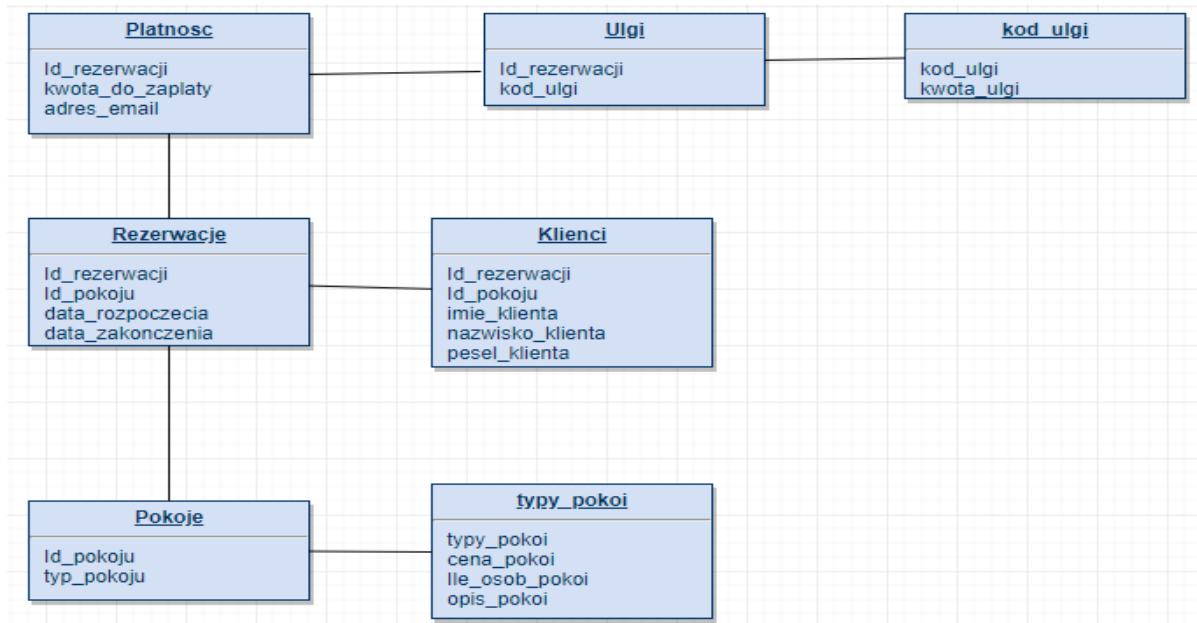 Platnosc
Id_rezerwacji
kwota_do_zaplaty
adres_email
Ulgi
Id_rezerwacji
kod_ulgi
kod_ulgi
kod_ulgi
kwota_ulgi
Rezerwacje
Id_rezerwacji
Id_pokoju
data_rozpoczecia
data_zakonczenia
Klienci
Id_rezerwacji
Id_pokoju
imie_klienta
nazwisko_klienta
pesel_klienta
Pokoje
Id_pokoju
typ_pokoju
typy_pokoi
typy_pokoi
cena_pokoi
Ile_osob_pokoi
opis_pokoi